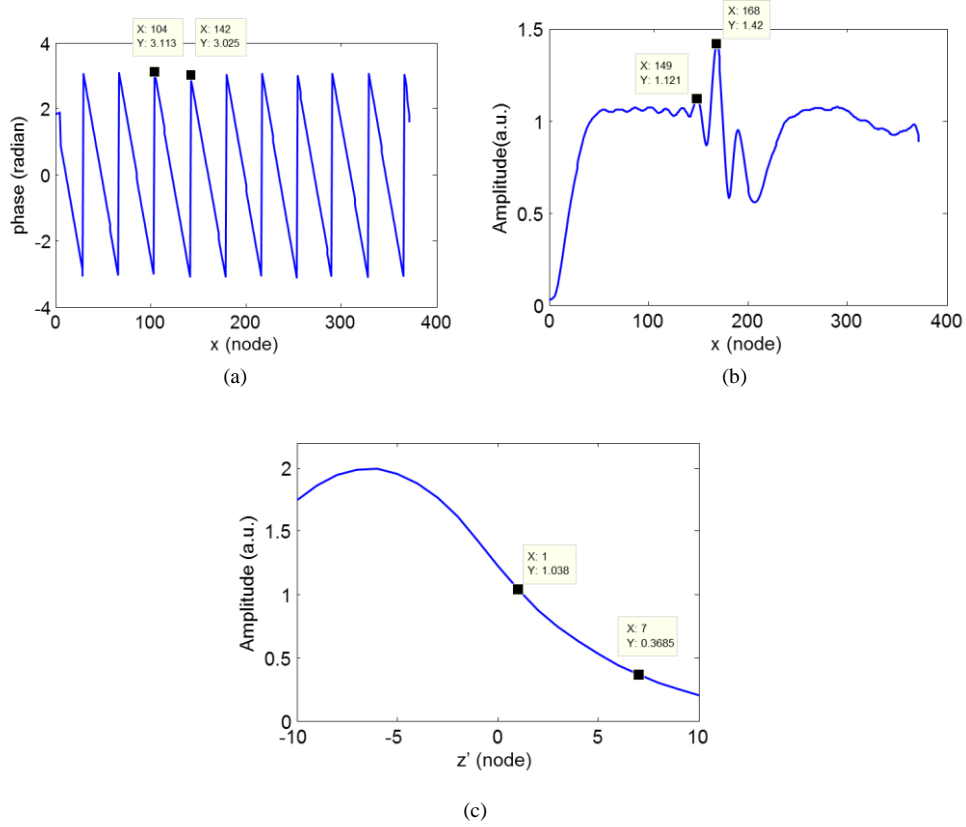 X: 104
Y: 3.113
X: 142
Y: 3.025
4
2
0
-2
-4
phase (radian)
0
100
200
300
400
x (node)
(a)
X: 168
Y: 1.42
X: 149
Y: 1.121
1.5
1
0.5
0
Amplitude(a.u.)
0
100
200
300
400
x (node)
(b)
2
1.5
1
0.5
0
Amplitude (a.u.)
X: 1
Y: 1.038
X: 7
Y: 0.3685
-10
-5
0
5
10
z' (node)
(c)